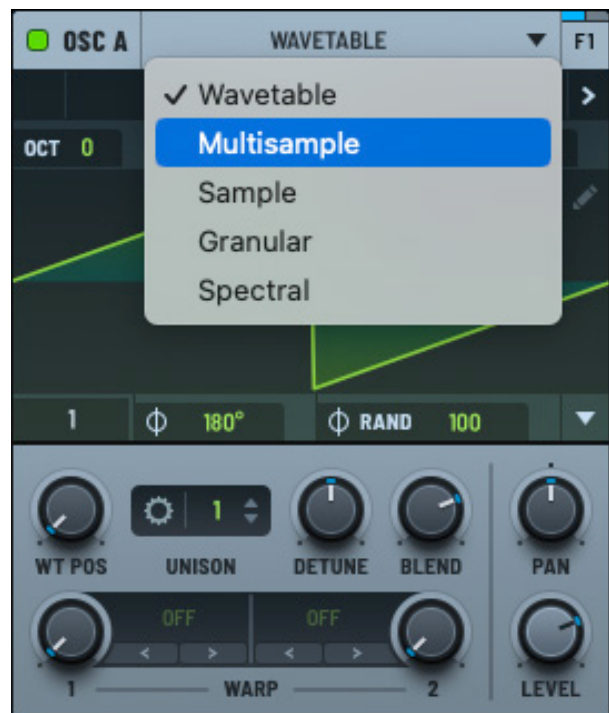 OSC A WAVETABLE F1
✓ Wavetable
OCT 0 Multisample
Sample
Granular
Spectral
1 180° RAND 100
1
WT POS UNISON DETUNE BLEND PAN
OFF OFF
< > < >
1 WARP 2 LEVEL